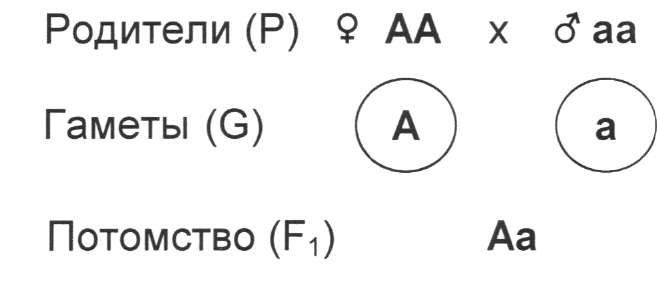 Родители (P) ♀ AA x ♂ aa
Гаметы (G) A a
Потомство (F₁) Aa